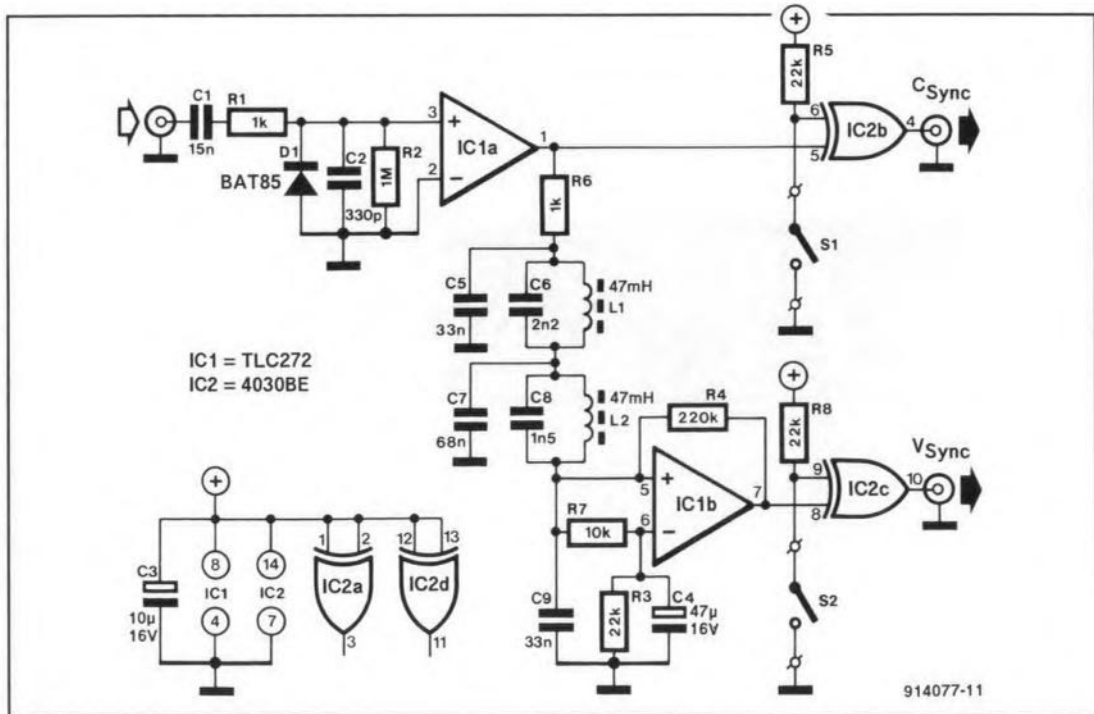 C1
15n
R1
1k
D1
BAT85
C2
330p
R2
1M
3
+
2
−
IC1a
1
R6
1k
+
R5
22k
6
5
IC2b
4
CSync
S1
C5
33n
C6
2n2
47mH
L1
IC1 = TLC272
IC2 = 4030BE
C7
68n
C8
1n5
47mH
L2
R4
220k
5
+
6
−
IC1b
7
R7
10k
C9
33n
R3
22k
C4
47µ
16V
+
R8
22k
9
8
IC2c
10
VSync
S2
+
C3
10µ
16V
8
IC1
4
14
IC2
7
1
2
IC2a
3
12
13
IC2d
11
914077-11